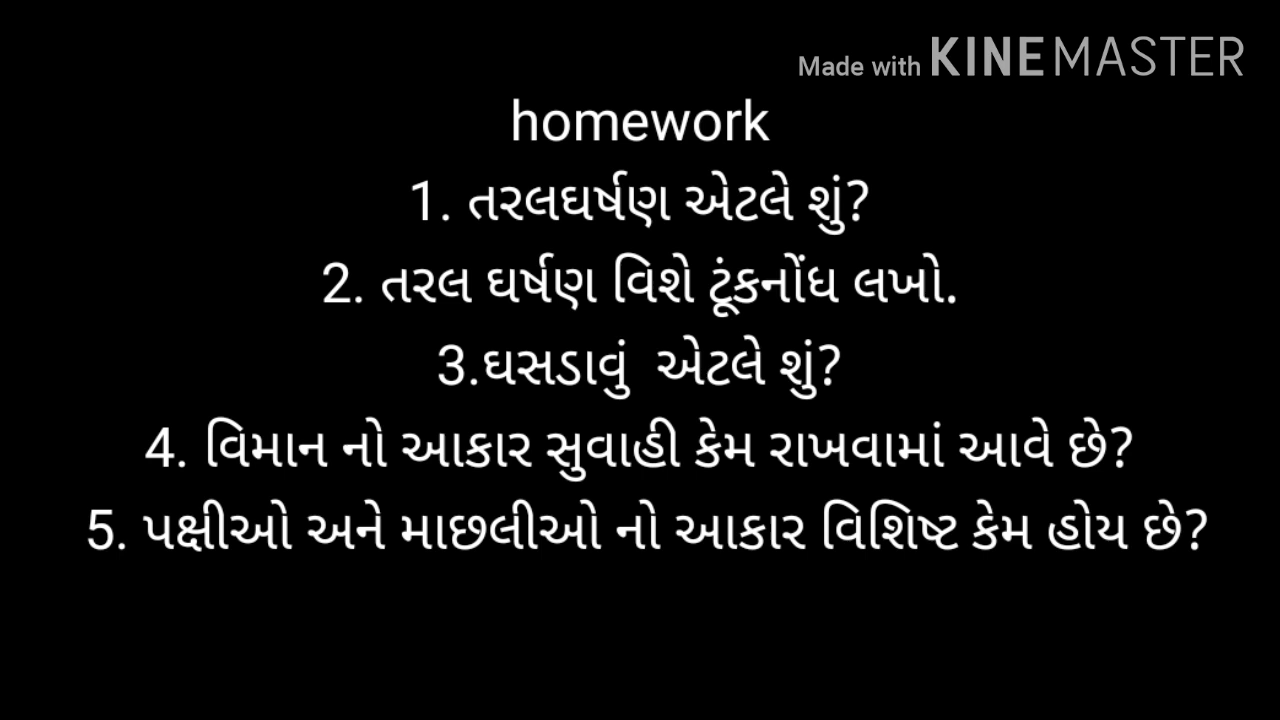 Made with KINEMASTER
homework
1. તરલઘર્ષણ એટલે શું?
2. તરલ ઘર્ષણ વિશે ટૂંકનોંધ લખો.
3.ઘસડાવું  એટલે શું?
4. વિમાન નો આકાર સુવાહી કેમ રાખવામાં આવે છે?
5. પક્ષીઓ અને માછલીઓ નો આકાર વિશિષ્ટ કેમ હોય છે?